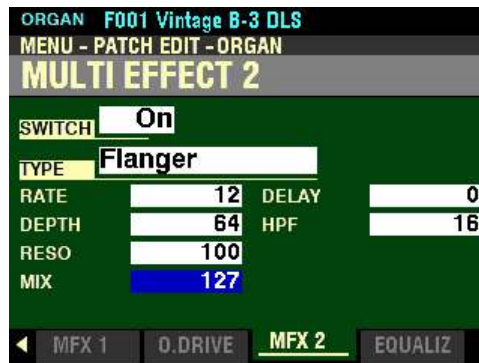 ORGAN F001 Vintage B-3 DLS
MENU - PATCH EDIT - ORGAN
MULTI EFFECT 2
SWITCH On
TYPE Flanger
RATE 12 DELAY 0
DEPTH 64 HPF 16
RESO 100
MIX 127
MFX 1 O.DRIVE MFX 2 EQUALIZ